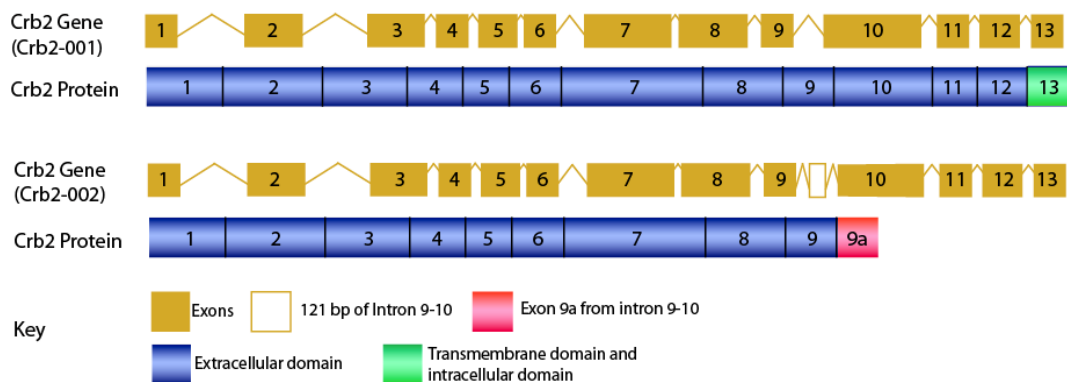 Crb2 Gene
(Crb2-001)
1 2 3 4 5 6 7 8 9 10 11 12 13
Crb2 Protein
1 2 3 4 5 6 7 8 9 10 11 12 13
Crb2 Gene
(Crb2-002)
1 2 3 4 5 6 7 8 9 10 11 12 13
Crb2 Protein
1 2 3 4 5 6 7 8 9 9a
Key
Exons
121 bp of Intron 9-10
Exon 9a from intron 9-10
Extracellular domain
Transmembrane domain and
intracellular domain